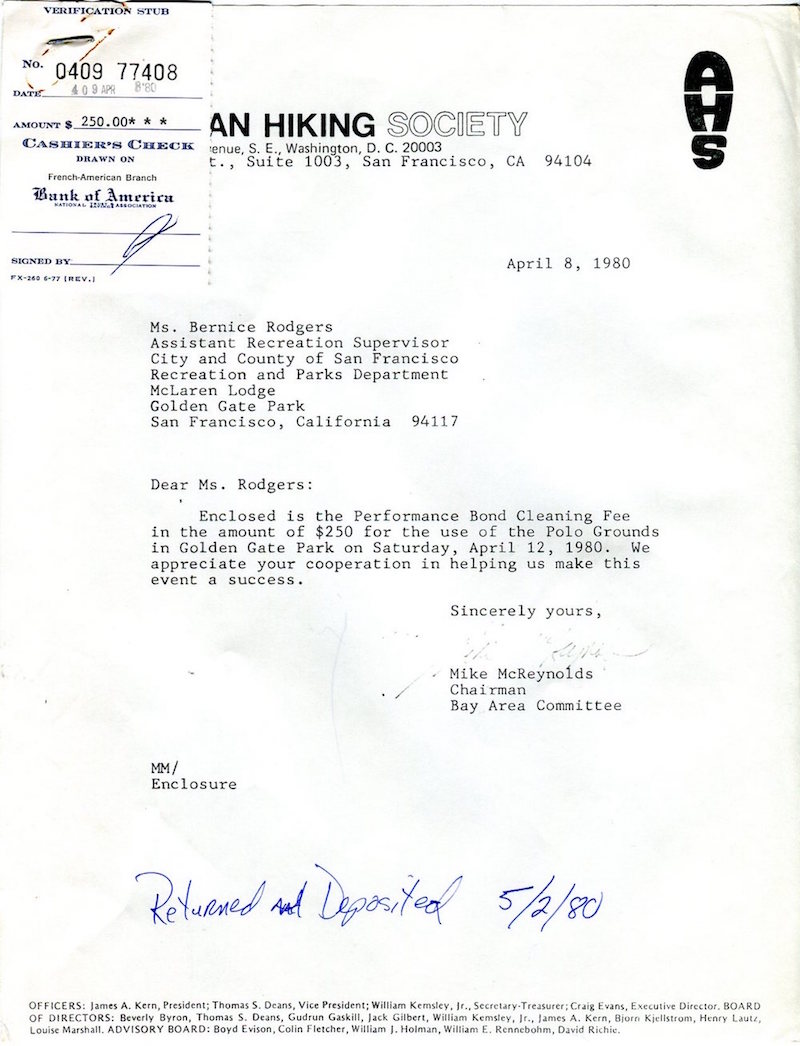 VERIFICATION STUB
No. 0409 77408
DATE 409 APR 8'80
AMOUNT $ 250.00* * *
CASHIER'S CHECK
DRAWN ON
French-American Branch
Bank of America
NATIONAL ASSOCIATION
SIGNED BY
FX-260 6-77 (REV.)
AN HIKING SOCIETY
enue, S. E., Washington, D. C. 20003
t., Suite 1003, San Francisco, CA 94104
AHS
April 8, 1980
Ms. Bernice Rodgers
Assistant Recreation Supervisor
City and County of San Francisco
Recreation and Parks Department
McLaren Lodge
Golden Gate Park
San Francisco, California 94117
Dear Ms. Rodgers:
Enclosed is the Performance Bond Cleaning Fee
in the amount of $250 for the use of the Polo Grounds
in Golden Gate Park on Saturday, April 12, 1980. We
appreciate your cooperation in helping us make this
event a success.
Sincerely yours,
Mike McReynolds
Chairman
Bay Area Committee
MM/
Enclosure
Returned and Deposited 5/2/80
OFFICERS: James A. Kern, President; Thomas S. Deans, Vice President; William Kemsley, Jr., Secretary-Treasurer; Craig Evans, Executive Director. BOARD
OF DIRECTORS: Beverly Byron, Thomas S. Deans, Gudrun Gaskill, Jack Gilbert, William Kemsley, Jr., James A. Kern, Bjorn Kjellstrom, Henry Lautz,
Louise Marshall. ADVISORY BOARD: Boyd Evison, Colin Fletcher, William J. Holman, William E. Rennebohm, David Richie.